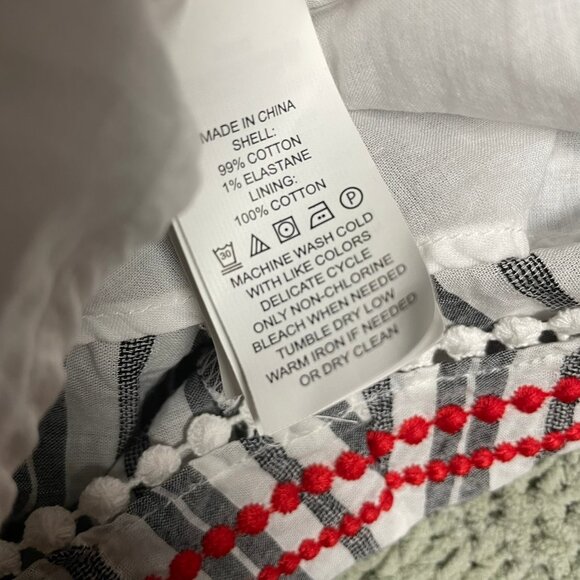 MADE IN CHINA
SHELL:
99% COTTON
1% ELASTANE
LINING:
100% COTTON
30 P
MACHINE WASH COLD
WITH LIKE COLORS
DELICATE CYCLE
ONLY NON-CHLORINE
BLEACH WHEN NEEDED
TUMBLE DRY LOW
WARM IRON IF NEEDED
OR DRY CLEAN